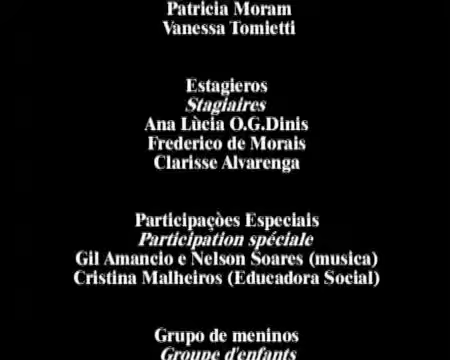 Patricia Moram
Vanessa Tomietti
Estagieros
Stagiaires
Ana Lùcia O.G.Dinis
Frederico de Morais
Clarisse Alvarenga
Participaçòes Especiais
Participation spéciale
Gil Amancio e Nelson Soares (musica)
Cristina Malheiros (Educadora Social)
Grupo de meninos
Groupe d'enfants